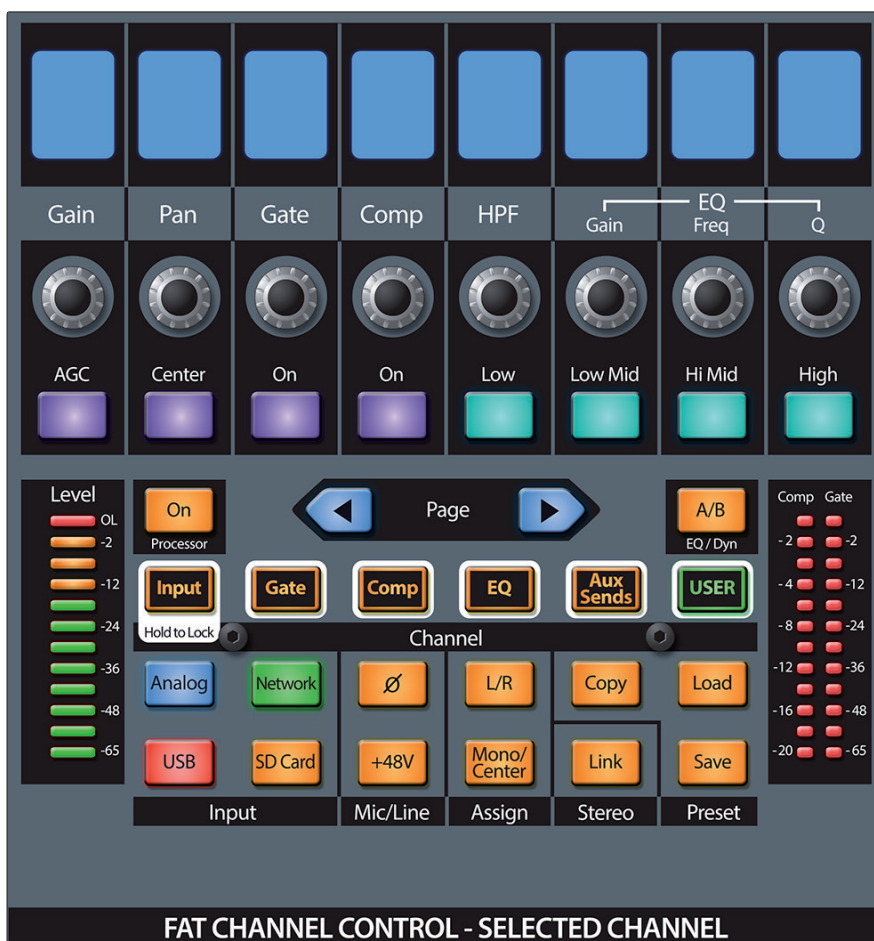 Gain Pan Gate Comp HPF EQ
Gain Freq Q
AGC Center On On Low Low Mid Hi Mid High
Level On Page A/B Comp Gate
OL
Processor EQ / Dyn
-2 -2 -2
-12 Input Gate Comp EQ Aux Sends USER -4 -12
Hold to Lock
-24 Channel -8 -24
-36 Analog Network Ø L/R Copy Load -12 -36
-48 -16 -48
-65 USB SD Card +48V Mono/Center Link Save -20 -65
Input Mic/Line Assign Stereo Preset
FAT CHANNEL CONTROL - SELECTED CHANNEL